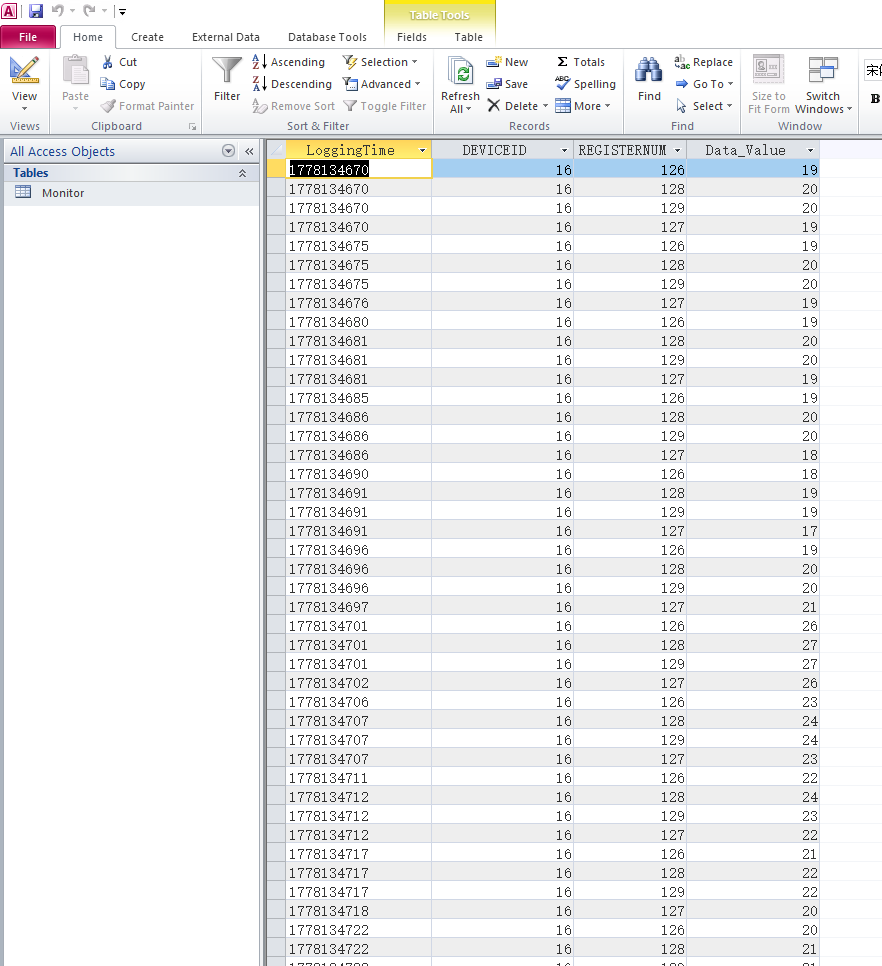 A
Table Tools
File Home Create External Data Database Tools Fields Table
View Paste Cut Copy Format Painter Filter Ascending Descending Remove Sort Selection Advanced Toggle Filter Refresh All New Save Delete Totals Spelling More Find Replace Go To Select Size to Fit Form Switch Windows B
Views Clipboard Sort & Filter Records Find Window
All Access Objects
Tables
Monitor
LoggingTime DEVICEID REGISTERNUM Data_Value
1778134670 16 126 19
1778134670 16 128 20
1778134670 16 129 20
1778134670 16 127 19
1778134675 16 126 19
1778134675 16 128 20
1778134675 16 129 20
1778134676 16 127 19
1778134680 16 126 19
1778134681 16 128 20
1778134681 16 129 20
1778134681 16 127 19
1778134685 16 126 19
1778134686 16 128 20
1778134686 16 129 20
1778134686 16 127 18
1778134690 16 126 18
1778134691 16 128 19
1778134691 16 129 19
1778134691 16 127 17
1778134696 16 126 19
1778134696 16 128 20
1778134696 16 129 20
1778134697 16 127 21
1778134701 16 126 26
1778134701 16 128 27
1778134701 16 129 27
1778134702 16 127 26
1778134706 16 126 23
1778134707 16 128 24
1778134707 16 129 24
1778134707 16 127 23
1778134711 16 126 22
1778134712 16 128 24
1778134712 16 129 23
1778134712 16 127 22
1778134717 16 126 21
1778134717 16 128 22
1778134717 16 129 22
1778134718 16 127 20
1778134722 16 126 20
1778134722 16 128 21